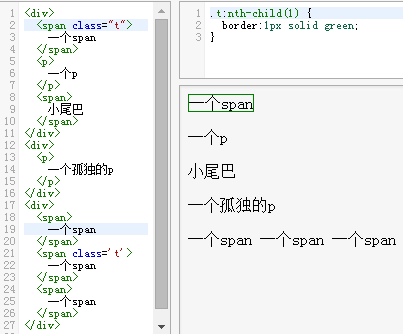 1 <div>
2 <span class="t">
3 一个span
4 </span>
5 <p>
6 一个p
7 </p>
8 <span>
9 小尾巴
10 </span>
11 </div>
12 <div>
13 <p>
14 一个孤独的p
15 </p>
16 </div>
17 <div>
18 <span>
19 一个span
20 </span>
21 <span class='t'>
22 一个span
23 </span>
24 <span>
25 一个span
26 </span>
27 </div>
1 .t:nth-child(1) {
2 border:1px solid green;
3 }
一个span
一个p
小尾巴
一个孤独的p
一个span 一个span 一个span